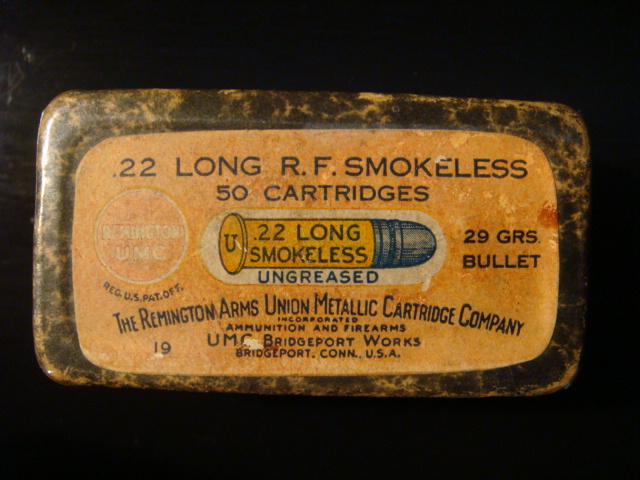 .22 LONG R.F. SMOKELESS
50 CARTRIDGES
REMINGTON
UMC
REG. U.S. PAT. OFF.
U
.22 LONG
SMOKELESS
UNGREASED
29 GRS.
BULLET
THE REMINGTON ARMS UNION METALLIC CARTRIDGE COMPANY
INCORPORATED
AMMUNITION AND FIREARMS
19
UMC BRIDGEPORT WORKS
BRIDGEPORT, CONN., U.S.A.